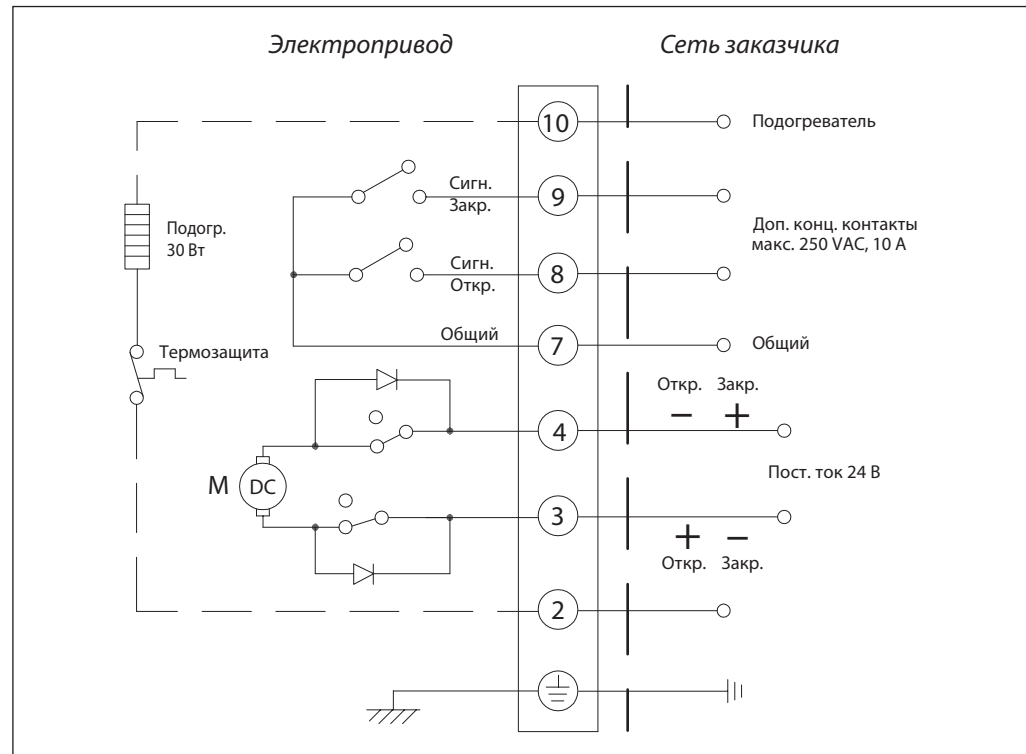 Электропривод
Сеть заказчика
10
Подогреватель
Сигн.
Закр.
9
Подогр.
30 Вт
Доп. конц. контакты
макс. 250 VAC, 10 А
Сигн.
Откр.
8
Общий
7
Общий
Термозащита
Откр. Закр.
− +
4
М
DC
Пост. ток 24 В
3
+ −
Откр. Закр.
2